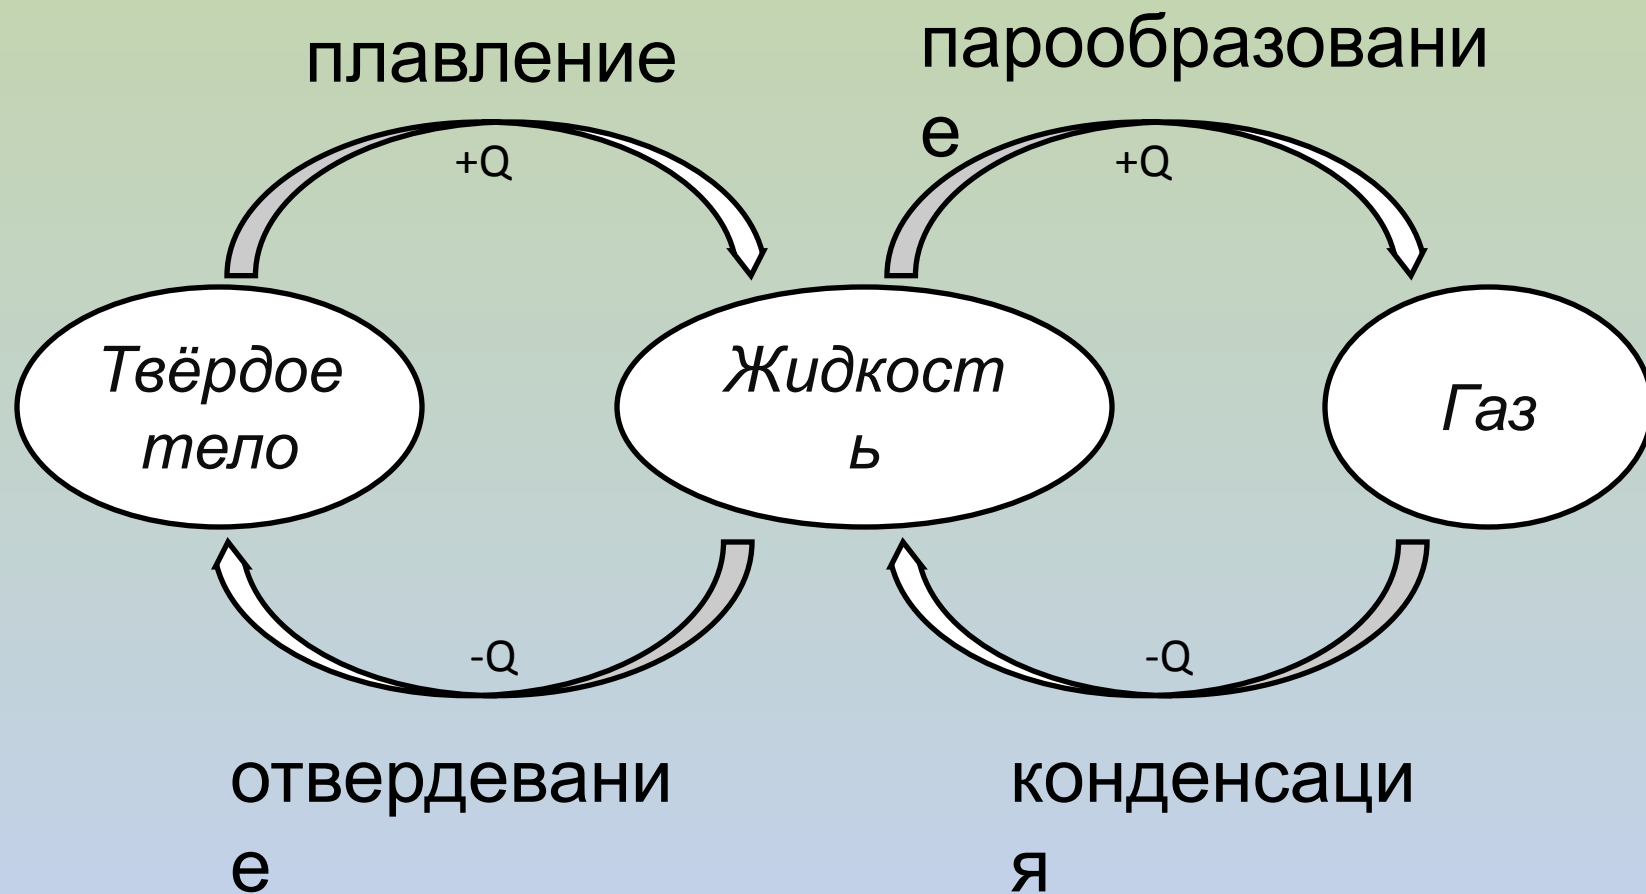 плавление
парообразовани
е
+Q
+Q
Твёрдое
тело
Жидкост
ь
Газ
-Q
-Q
отвердевани
е
конденсаци
я